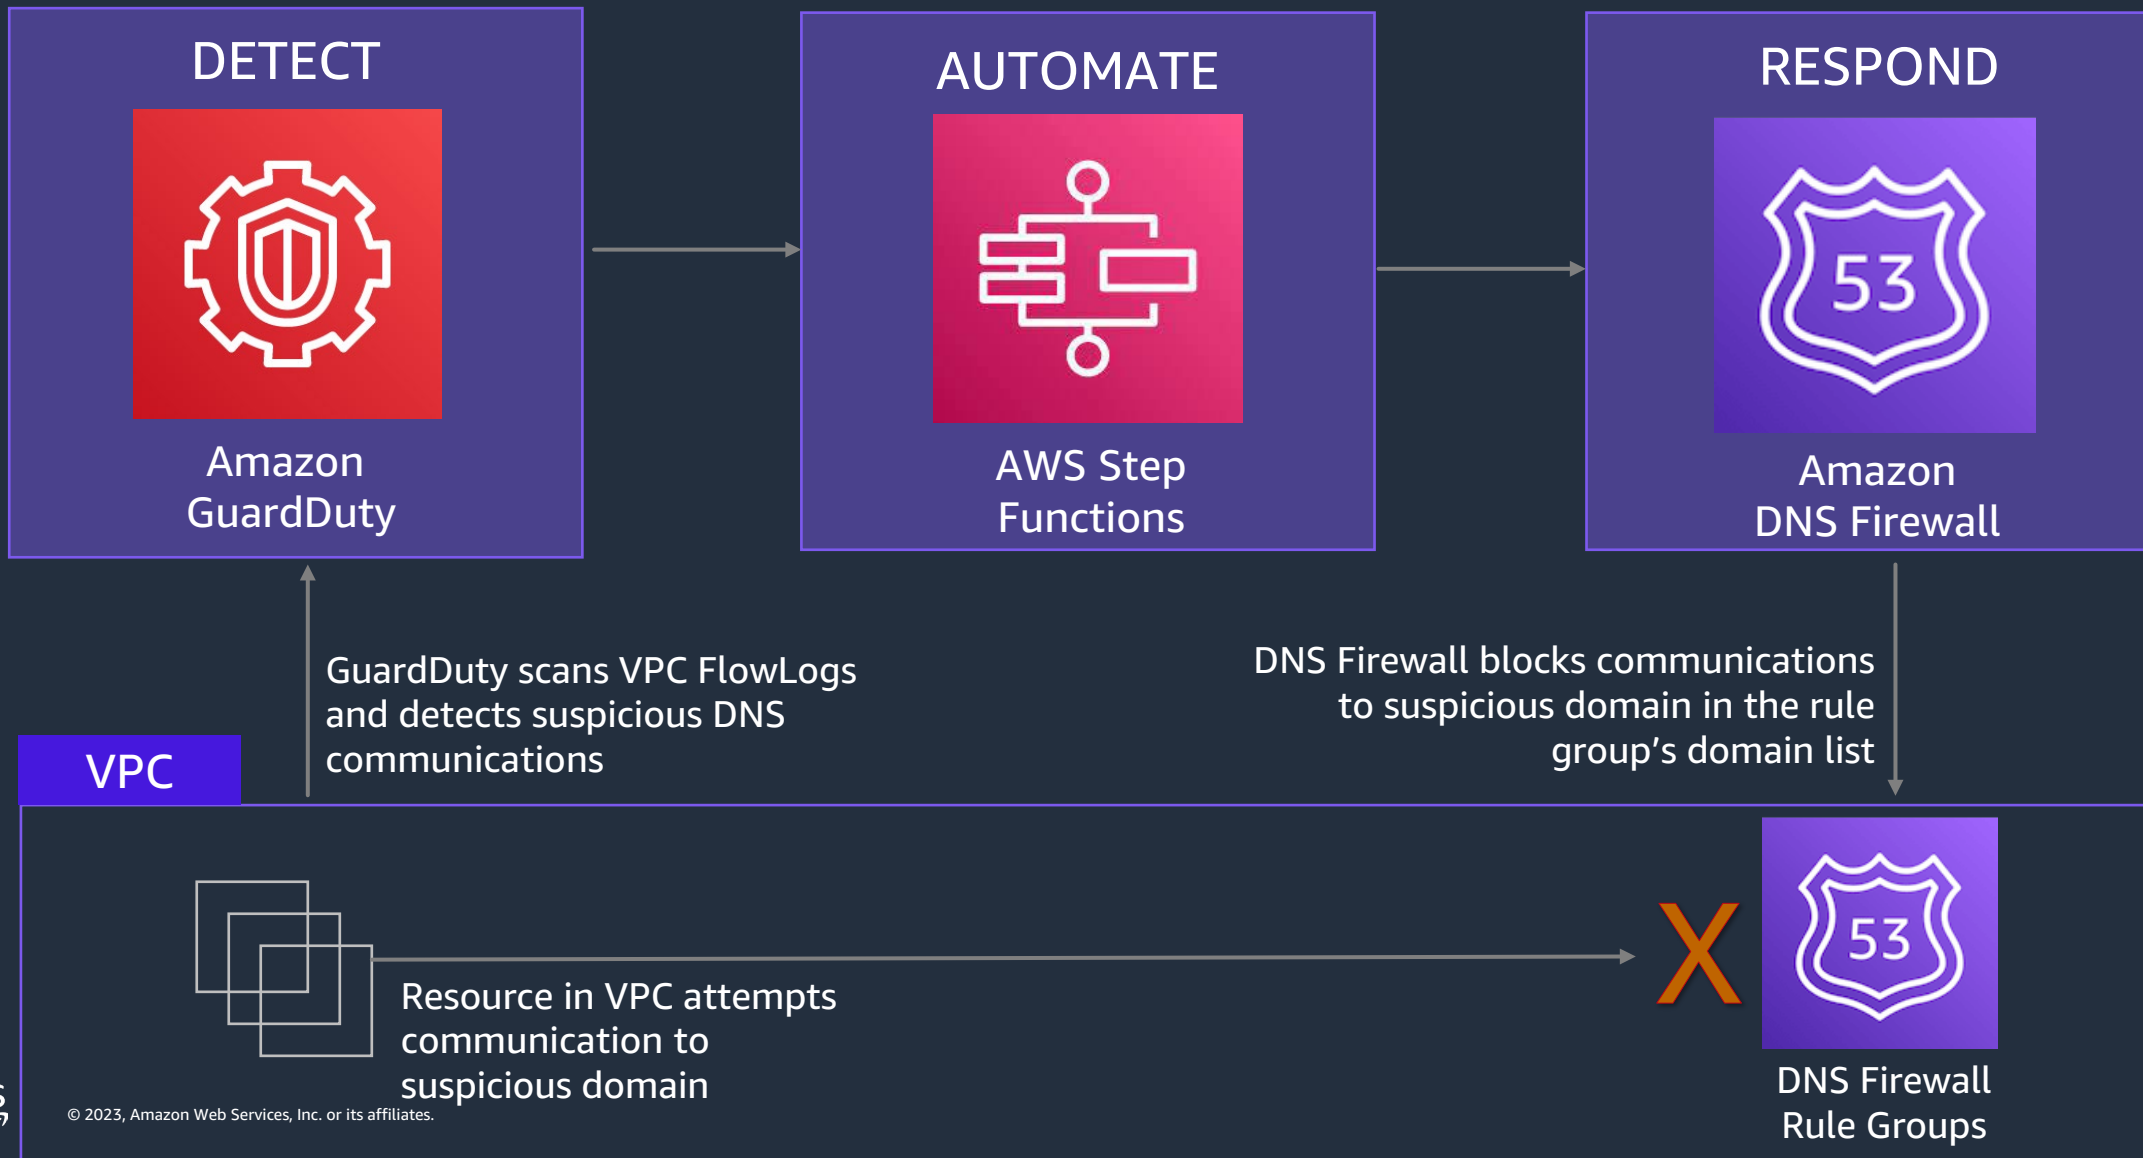 DETECT
Amazon
GuardDuty
AUTOMATE
AWS Step
Functions
RESPOND
53
Amazon
DNS Firewall
GuardDuty scans VPC FlowLogs
and detects suspicious DNS
communications
DNS Firewall blocks communications
to suspicious domain in the rule
group’s domain list
VPC
Resource in VPC attempts
communication to
suspicious domain
X
53
DNS Firewall
Rule Groups
© 2023, Amazon Web Services, Inc. or its affiliates.